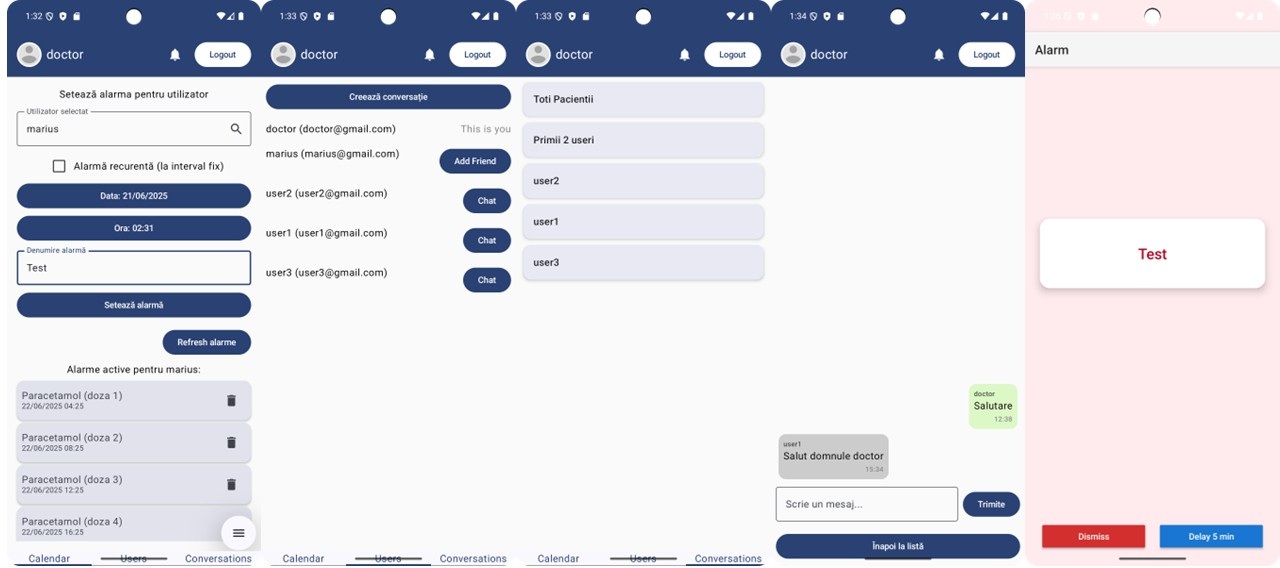 1:32
doctor
Logout
Setează alarma pentru utilizator
Utilizator selectat
marius
Alarmă recurentă (la interval fix)
Data: 21/06/2025
Ora: 02:31
Denumire alarmă
Test
Setează alarmă
Refresh alarme
Alarme active pentru marius:
Paracetamol (doza 1)
22/06/2025 04:25
Paracetamol (doza 2)
22/06/2025 08:25
Paracetamol (doza 3)
22/06/2025 12:25
Paracetamol (doza 4)
22/06/2025 16:25
Calendar
Users
Conversations
1:33
doctor
Logout
Creează conversație
doctor (doctor@gmail.com)
This is you
marius (marius@gmail.com)
Add Friend
user2 (user2@gmail.com)
Chat
user1 (user1@gmail.com)
Chat
user3 (user3@gmail.com)
Chat
Calendar
Users
Conversations
1:33
doctor
Logout
Toti Pacientii
Primii 2 useri
user2
user1
user3
Calendar
Users
Conversations
1:34
doctor
Logout
doctor
Salutare
12:38
user1
Salut domnule doctor
15:34
Scrie un mesaj...
Trimite
Înapoi la listă
Alarm
Test
Dismiss
Delay 5 min